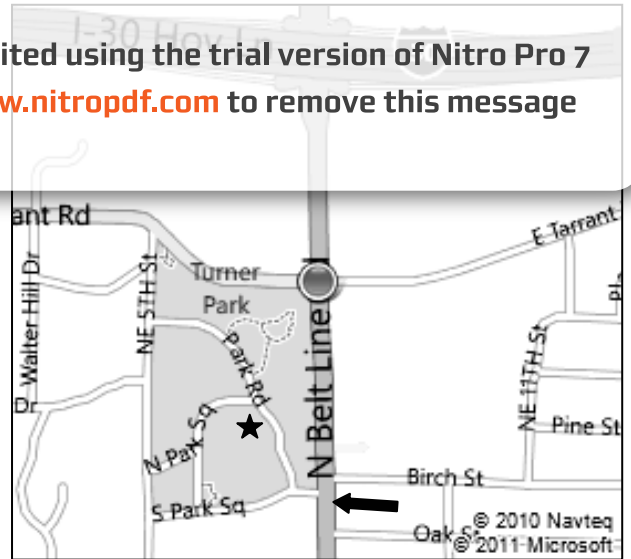 I-30 Hov Ln
ited using the trial version of Nitro Pro 7
w.nitropdf.com to remove this message
ant Rd
E Tarrant
Turner
Park
Walter Hill Dr
NE 5TH St
N Belt Line
Park Rd
NE 11TH St
Dr
N Park Sq
Pine St
Birch St
S Park Sq
Oak St
© 2010 Navteq
© 2011 Microsoft